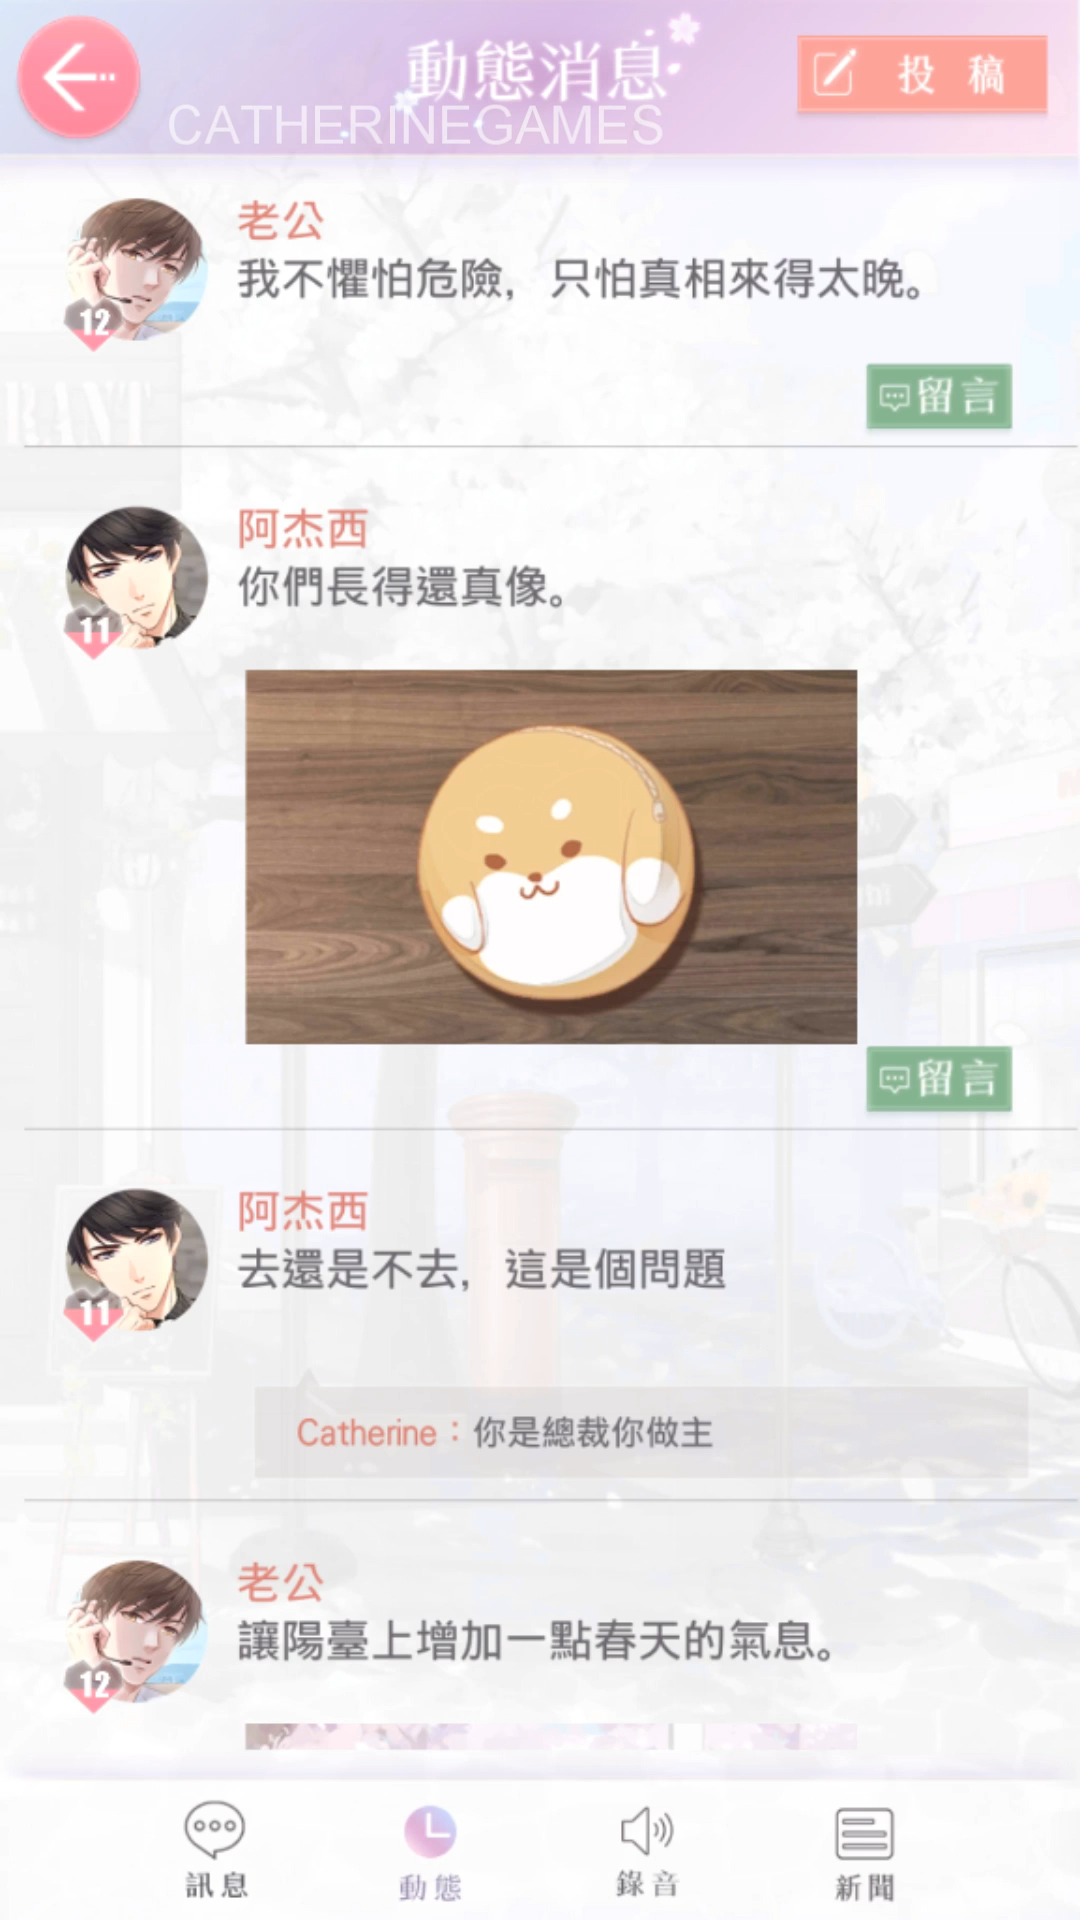 動態消息
投稿
CATHERINEGAMES
老公
12
我不懼怕危險，只怕真相來得太晚。
RANT
留言
阿杰西
11
你們長得還真像。
留言
阿杰西
11
去還是不去，這是個問題
Catherine：你是總裁你做主
老公
12
讓陽臺上增加一點春天的氣息。
訊息
動態
錄音
新聞